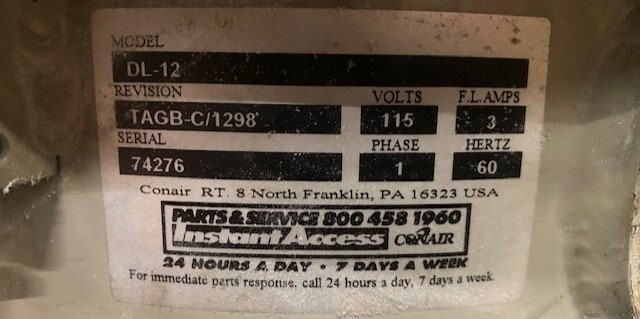 MODEL
DL-12
REVISION VOLTS F.L.AMPS
TAGB-C/1298 115 3
SERIAL PHASE HERTZ
74276 1 60
Conair RT. 8 North Franklin, PA 16323 USA
PARTS & SERVICE 800 458 1960
Instant Access CONAIR
24 HOURS A DAY • 7 DAYS A WEEK
For immediate parts response, call 24 hours a day, 7 days a week.